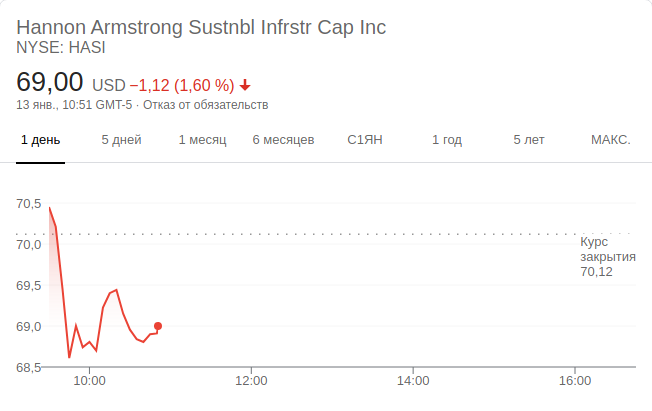 Hannon Armstrong Sustnbl Infrstr Cap Inc
NYSE: HASI
69,00 USD −1,12 (1,60 %)
13 янв., 10:51 GMT-5 · Отказ от обязательств
1 день 5 дней 1 месяц 6 месяцев С1ЯН 1 год 5 лет МАКС.
70,5
70,0
69,5
69,0
68,5
Курс
закрытия
70,12
10:00 12:00 14:00 16:00